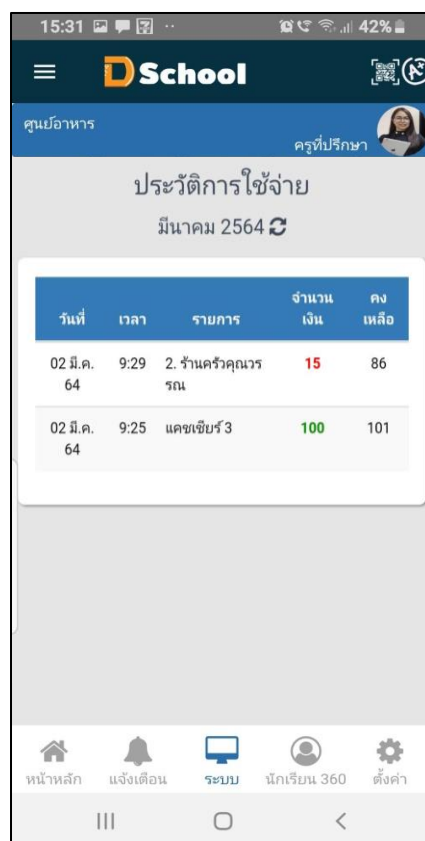 15:31 42%
DSchool
ศูนย์อาหาร
ครูที่ปรึกษา
ประวัติการใช้จ่าย
มีนาคม 2564
วันที่ เวลา รายการ จำนวนเงิน คงเหลือ
02 มี.ค. 64 9:29 2. ร้านครัวคุณวรรณ 15 86
02 มี.ค. 64 9:25 แคชเชียร์ 3 100 101
หน้าหลัก แจ้งเตือน ระบบ นักเรียน 360 ตั้งค่า